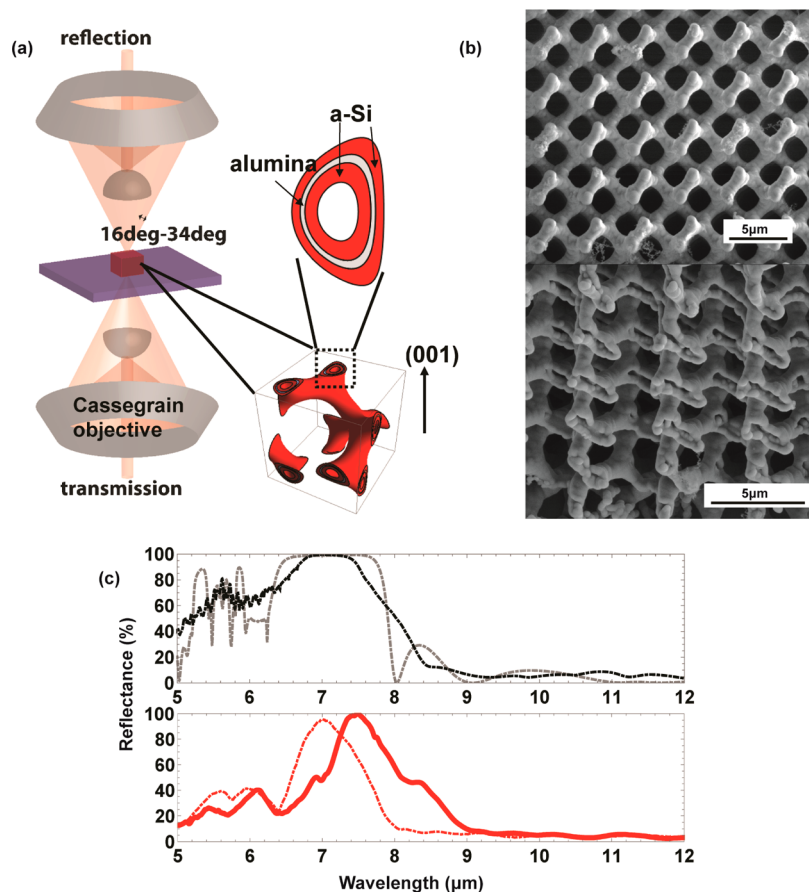 (a)
reflection
16deg-34deg
Cassegrain
objective
transmission
a-Si
alumina
(001)
(b)
5µm
5µm
(c)
Reflectance (%)
100
80
60
40
20
0
5 6 7 8 9 10 11 12
100
80
60
40
20
0
5 6 7 8 9 10 11 12
Wavelength (µm)